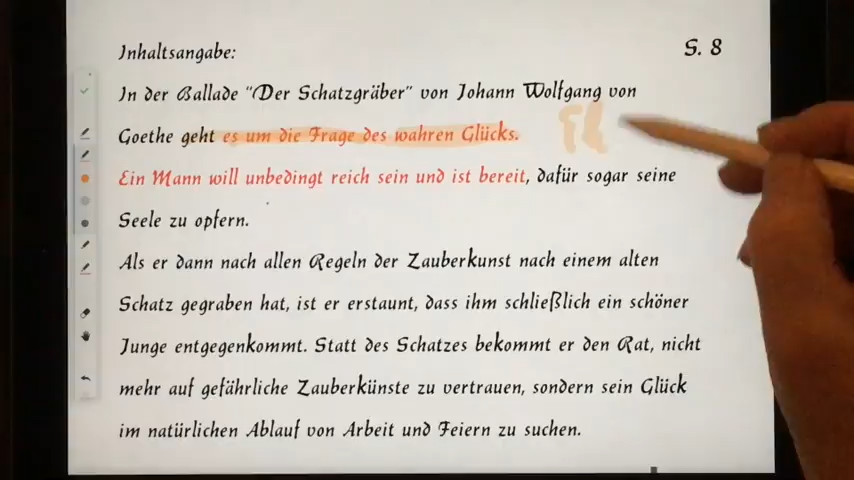 Inhaltsangabe:
S. 8
In der Ballade "Der Schatzgräber" von Johann Wolfgang von
Goethe geht es um die Frage des wahren Glücks.
Ein Mann will unbedingt reich sein und ist bereit, dafür sogar seine
Seele zu opfern.
Als er dann nach allen Regeln der Zauberkunst nach einem alten
Schatz gegraben hat, ist er erstaunt, dass ihm schließlich ein schöner
Junge entgegenkommt. Statt des Schatzes bekommt er den Rat, nicht
mehr auf gefährliche Zauberkünste zu vertrauen, sondern sein Glück
im natürlichen Ablauf von Arbeit und Feiern zu suchen.